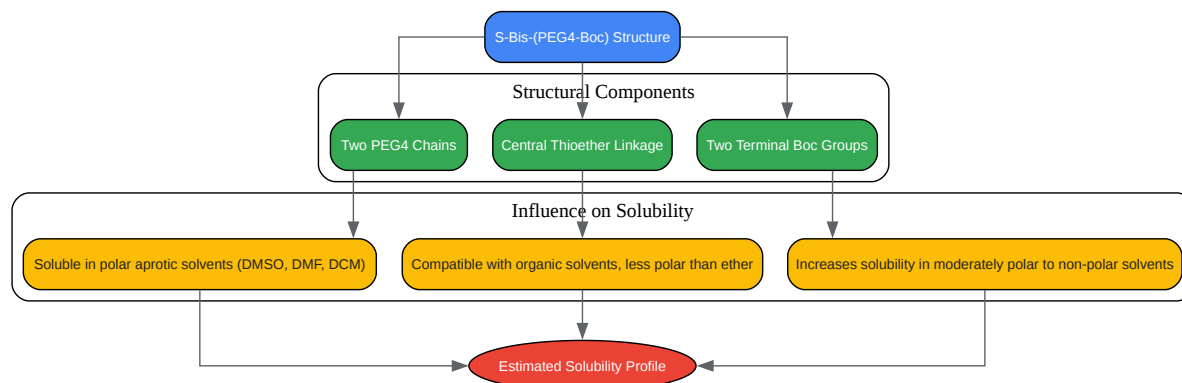 S-Bis-(PEG4-Boc) Structure
Structural Components
Two PEG4 Chains
Central Thioether Linkage
Two Terminal Boc Groups
Influence on Solubility
Soluble in polar aprotic solvents (DMSO, DMF, DCM)
Compatible with organic solvents, less polar than ether
Increases solubility in moderately polar to non-polar solvents
Estimated Solubility Profile